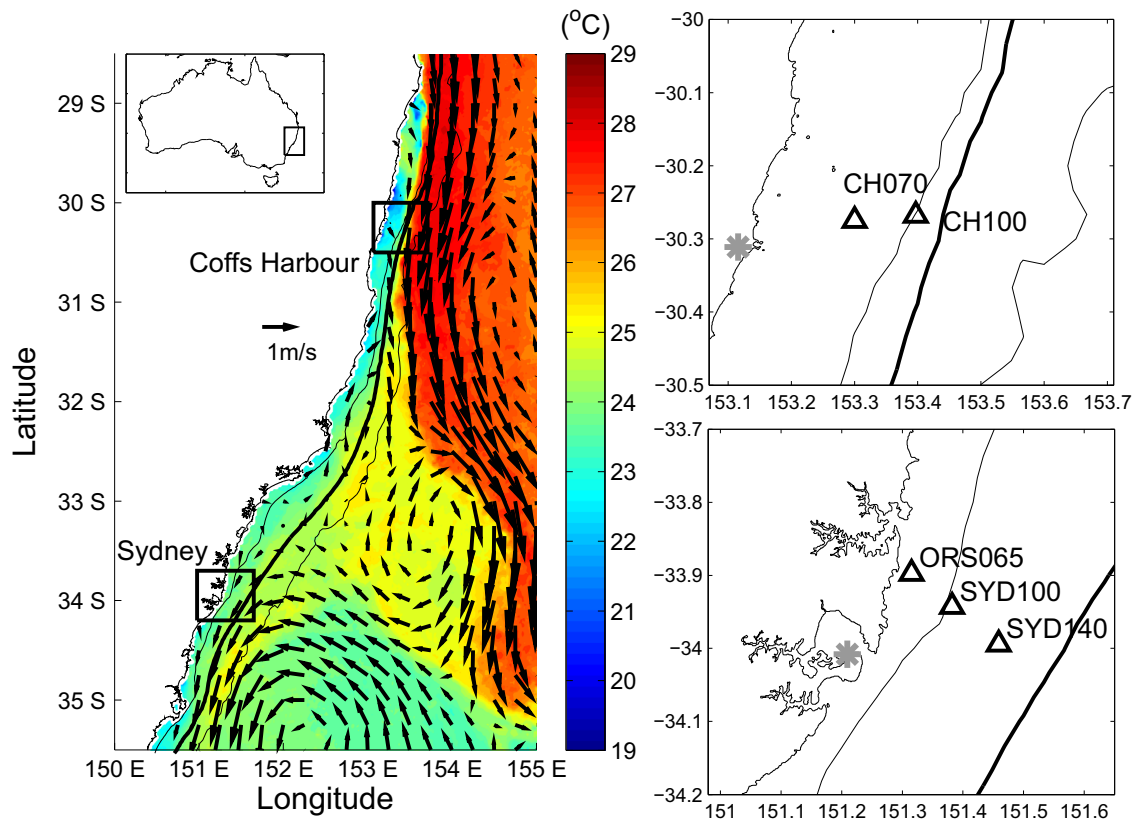 (°C)
29 S
30 S
31 S
32 S
33 S
34 S
35 S
Latitude
150 E
151 E
152 E
153 E
154 E
155 E
Longitude
Coffs Harbour
1m/s
Sydney
29
28
27
26
25
24
23
22
21
20
19
−30
−30.1
−30.2
−30.3
−30.4
−30.5
153.1
153.2
153.3
153.4
153.5
153.6
153.7
CH070
CH100
−33.7
−33.8
−33.9
−34
−34.1
−34.2
151
151.1
151.2
151.3
151.4
151.5
151.6
ORS065
SYD100
SYD140